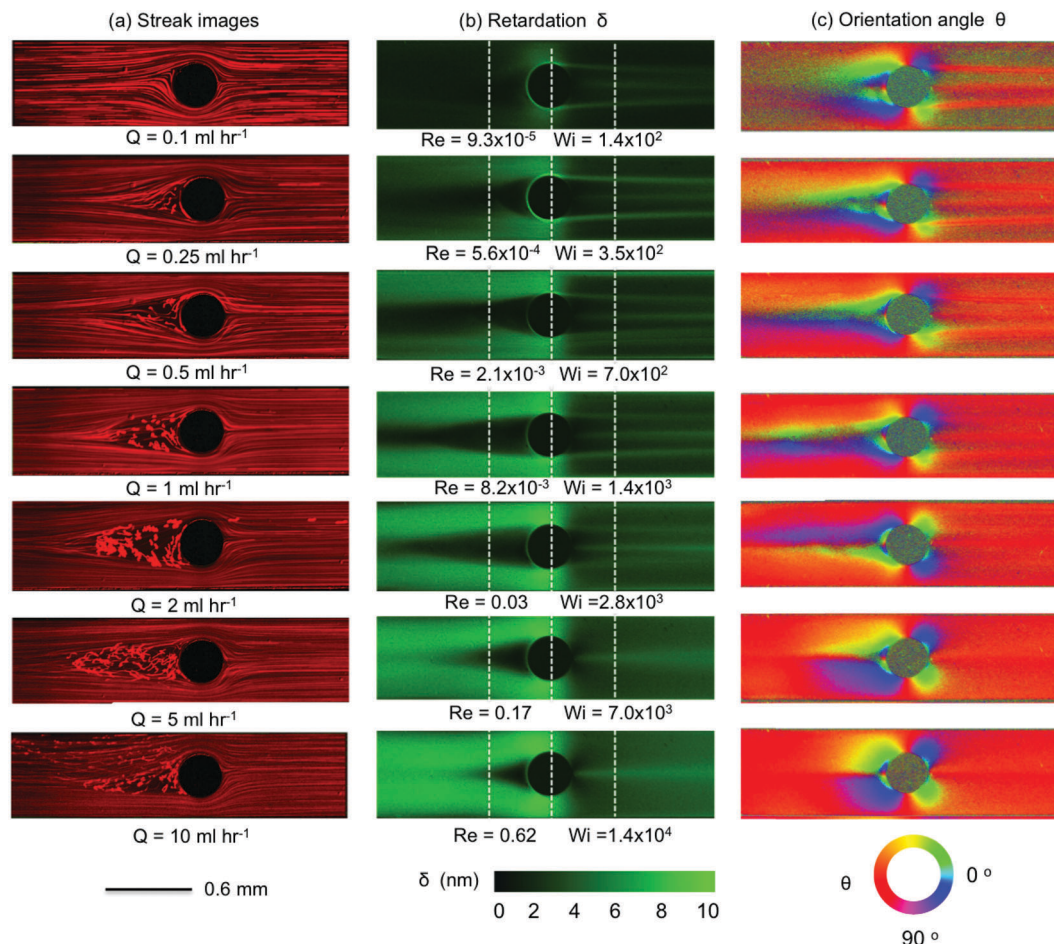 (a) Streak images
(b) Retardation δ
(c) Orientation angle θ
Q = 0.1 ml hr⁻¹
Re = 9.3x10⁻⁵ Wi = 1.4x10²
Q = 0.25 ml hr⁻¹
Re = 5.6x10⁻⁴ Wi = 3.5x10²
Q = 0.5 ml hr⁻¹
Re = 2.1x10⁻³ Wi = 7.0x10²
Q = 1 ml hr⁻¹
Re = 8.2x10⁻³ Wi = 1.4x10³
Q = 2 ml hr⁻¹
Re = 0.03 Wi =2.8x10³
Q = 5 ml hr⁻¹
Re = 0.17 Wi =7.0x10³
Q = 10 ml hr⁻¹
Re = 0.62 Wi =1.4x10⁴
0.6 mm
δ (nm)
0 2 4 6 8 10
θ
0 º
90 º